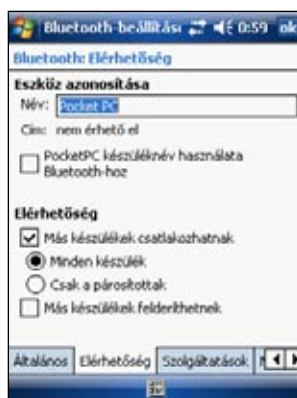 Bluetooth-beállítási 0:59 ok
Bluetooth: Elérhetőség
Eszköz azonosítása
Név: Pocket PC
Cím: nem érhető el
PocketPC készüléknév használata
Bluetooth-hoz
Elérhetőség
Más készülékek csatlakozhatnak
Minden készülék
Csak a párosítottak
Más készülékek felderíthetnek
Általános Elérhetőség Szolgáltatások